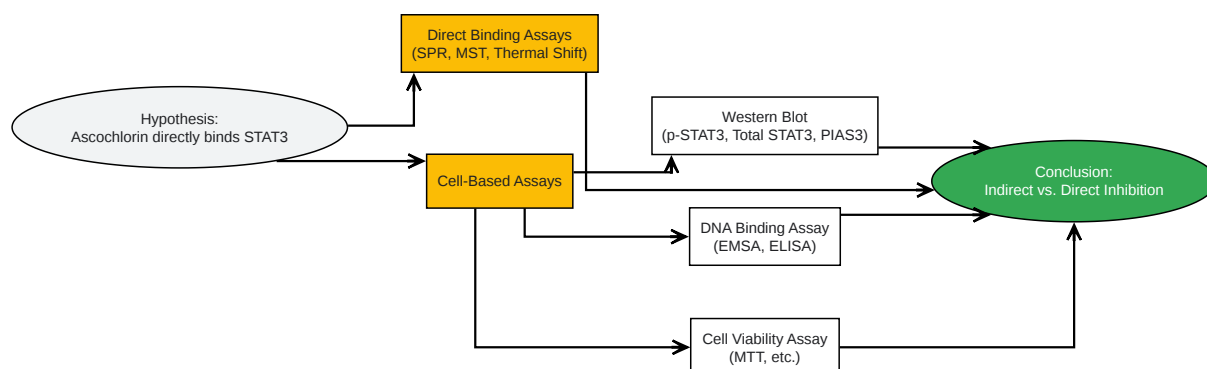 Direct Binding Assays
(SPR, MST, Thermal Shift)
Hypothesis:
Ascochlorin directly binds STAT3
Western Blot
(p-STAT3, Total STAT3, PIAS3)
Cell-Based Assays
Conclusion:
Indirect vs. Direct Inhibition
DNA Binding Assay
(EMSA, ELISA)
Cell Viability Assay
(MTT, etc.)